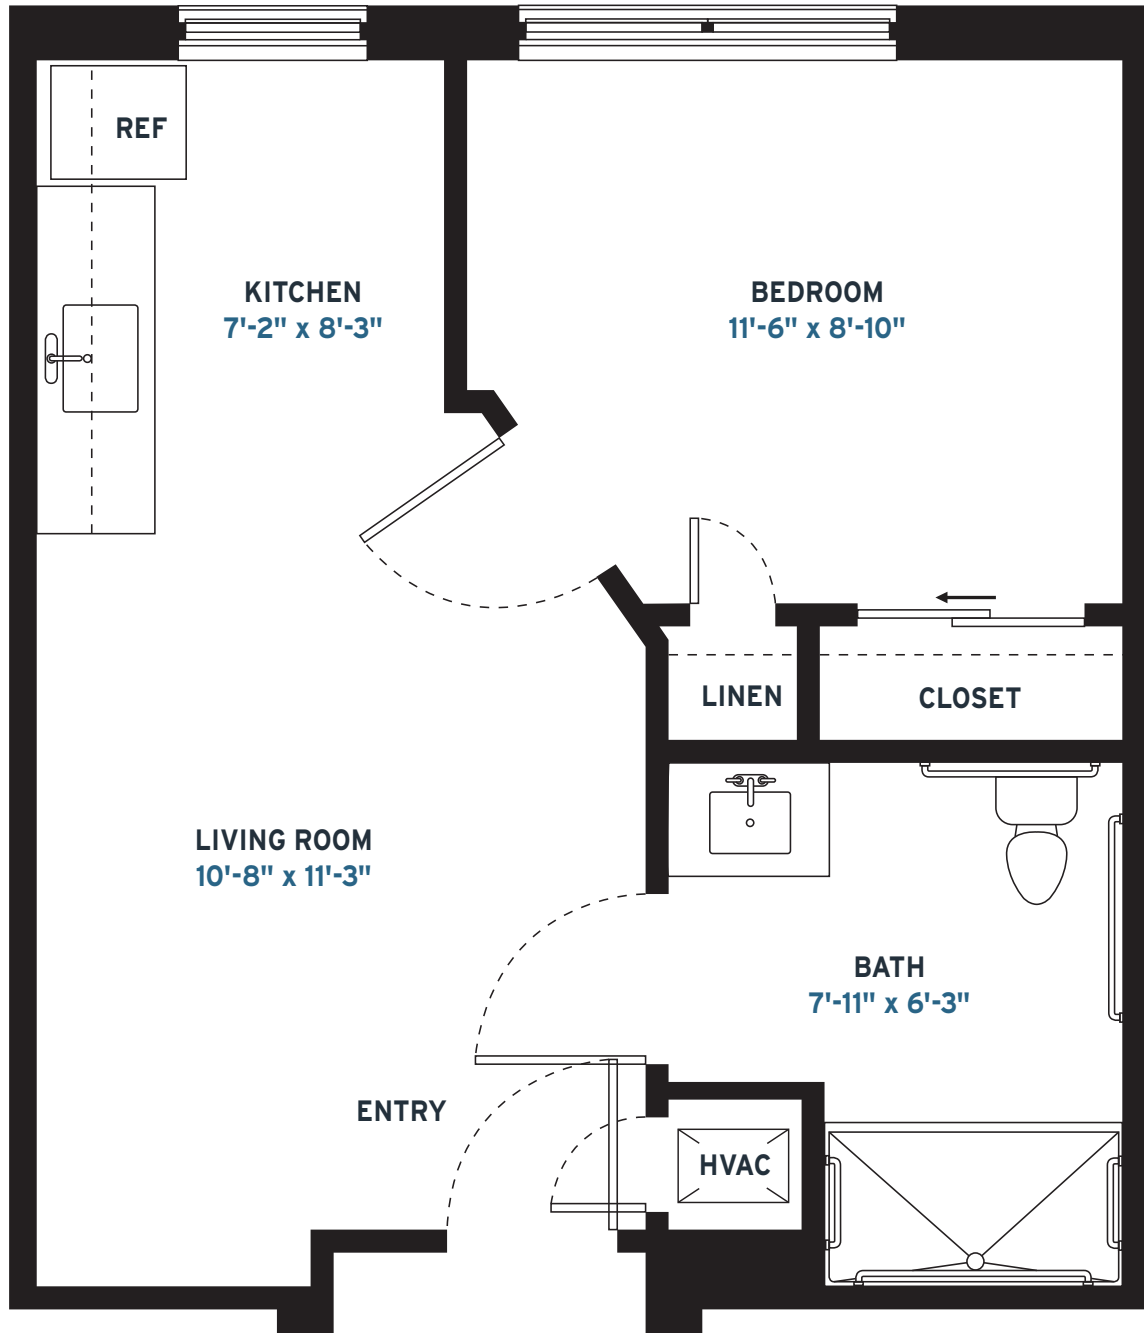 REF
KITCHEN
7'-2" x 8'-3"
BEDROOM
11'-6" x 8'-10"
LINEN
CLOSET
LIVING ROOM
10'-8" x 11'-3"
BATH
7'-11" x 6'-3"
ENTRY
HVAC